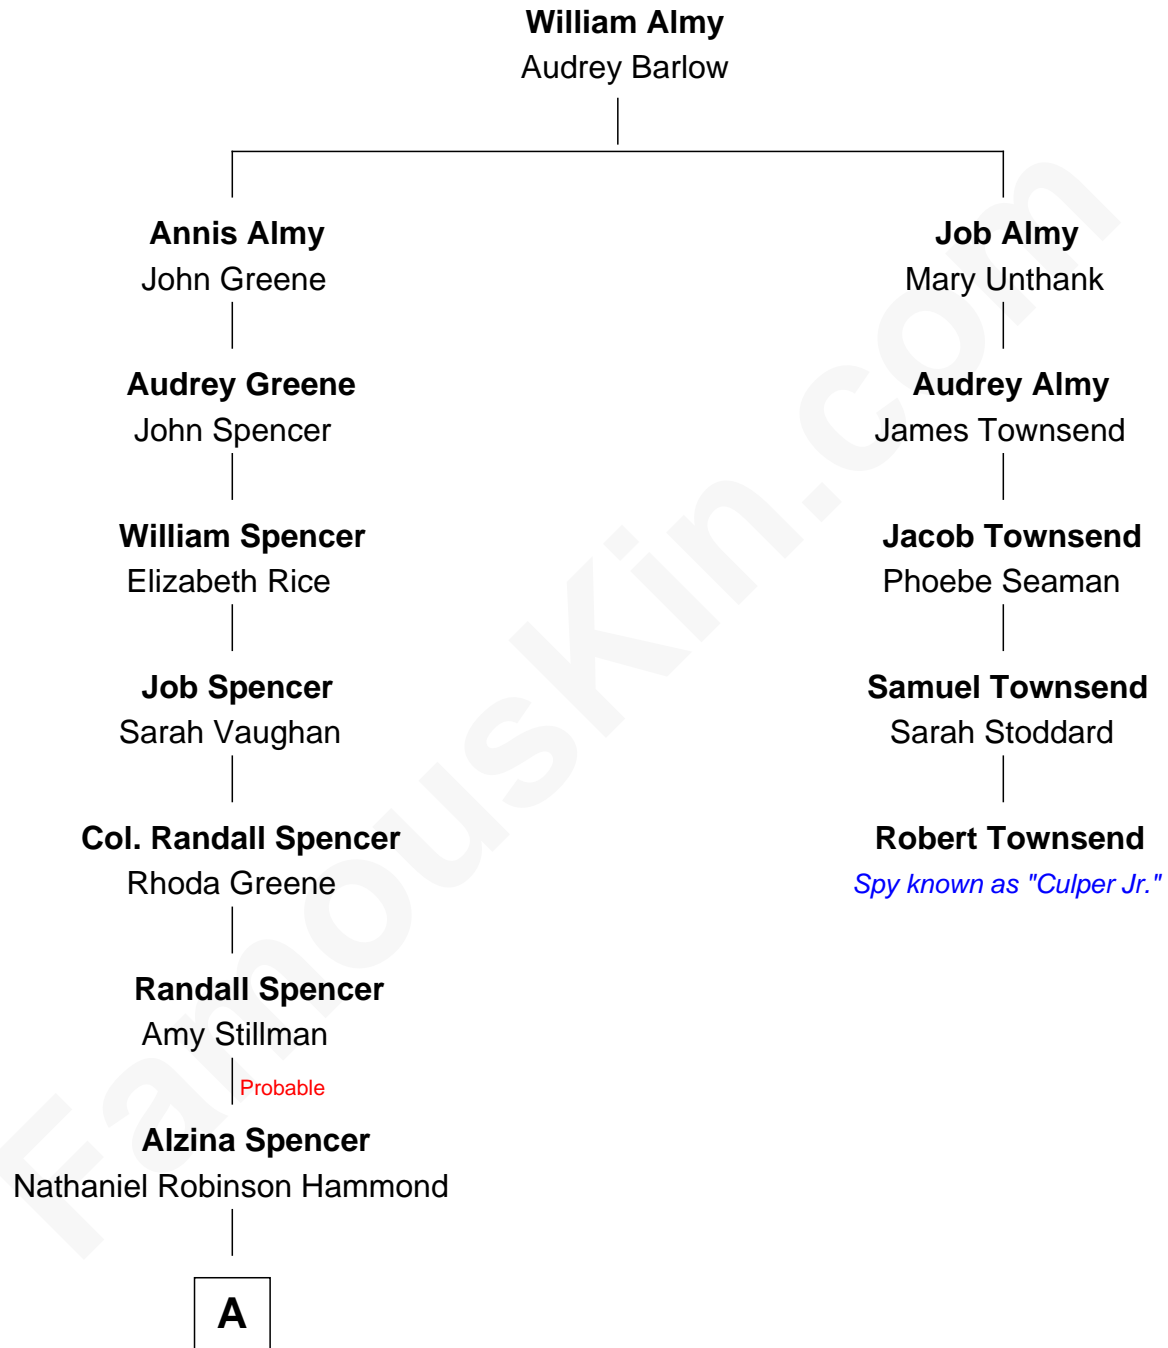 William Almy
Audrey Barlow
Annis Almy
John Greene
Job Almy
Mary Unthank
Audrey Greene
John Spencer
Audrey Almy
James Townsend
William Spencer
Elizabeth Rice
Jacob Townsend
Phoebe Seaman
Job Spencer
Sarah Vaughan
Samuel Townsend
Sarah Stoddard
Col. Randall Spencer
Rhoda Greene
Robert Townsend
Spy known as "Culper Jr."
Randall Spencer
Amy Stillman
Probable
Alzina Spencer
Nathaniel Robinson Hammond
A
FamousKin.com